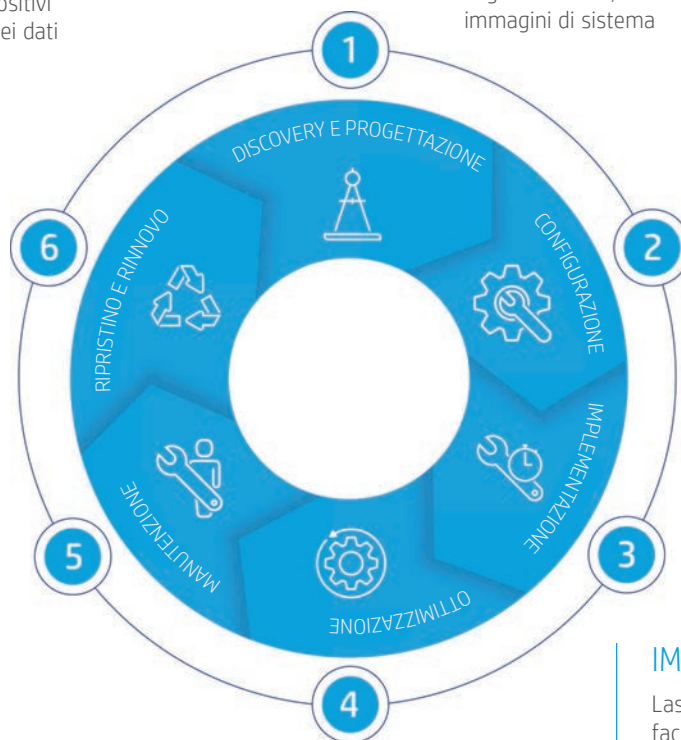 ei dati
immagini di sistema
1
DISCOVERY E PROGETTAZIONE
2
CONFIGURAZIONE
3
IMPLEMENTAZIONE
4
OTTIMIZZAZIONE
5
MANUTENZIONE
6
RIPRISTINO E RINNOVO
IM
Las
fac